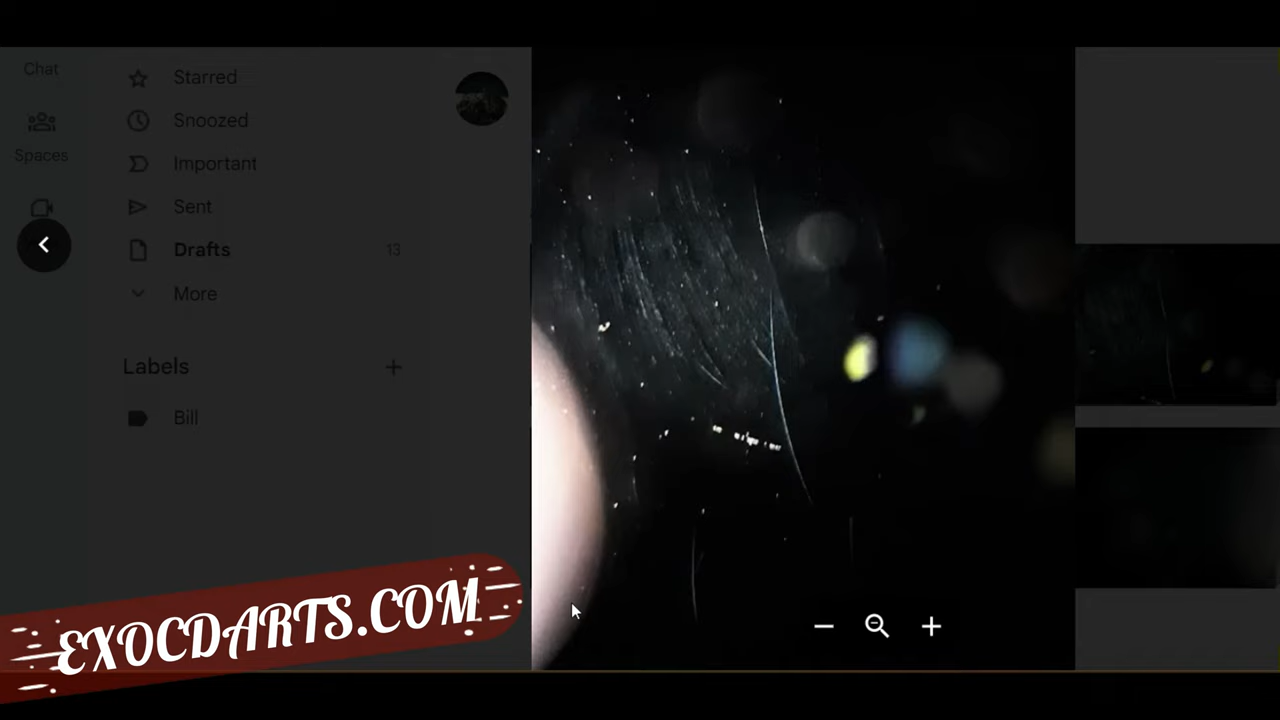 Chat
Starred
Snoozed
Spaces
Important
Sent
Drafts 13
More
Labels +
Bill
EXOCDARTS.COM